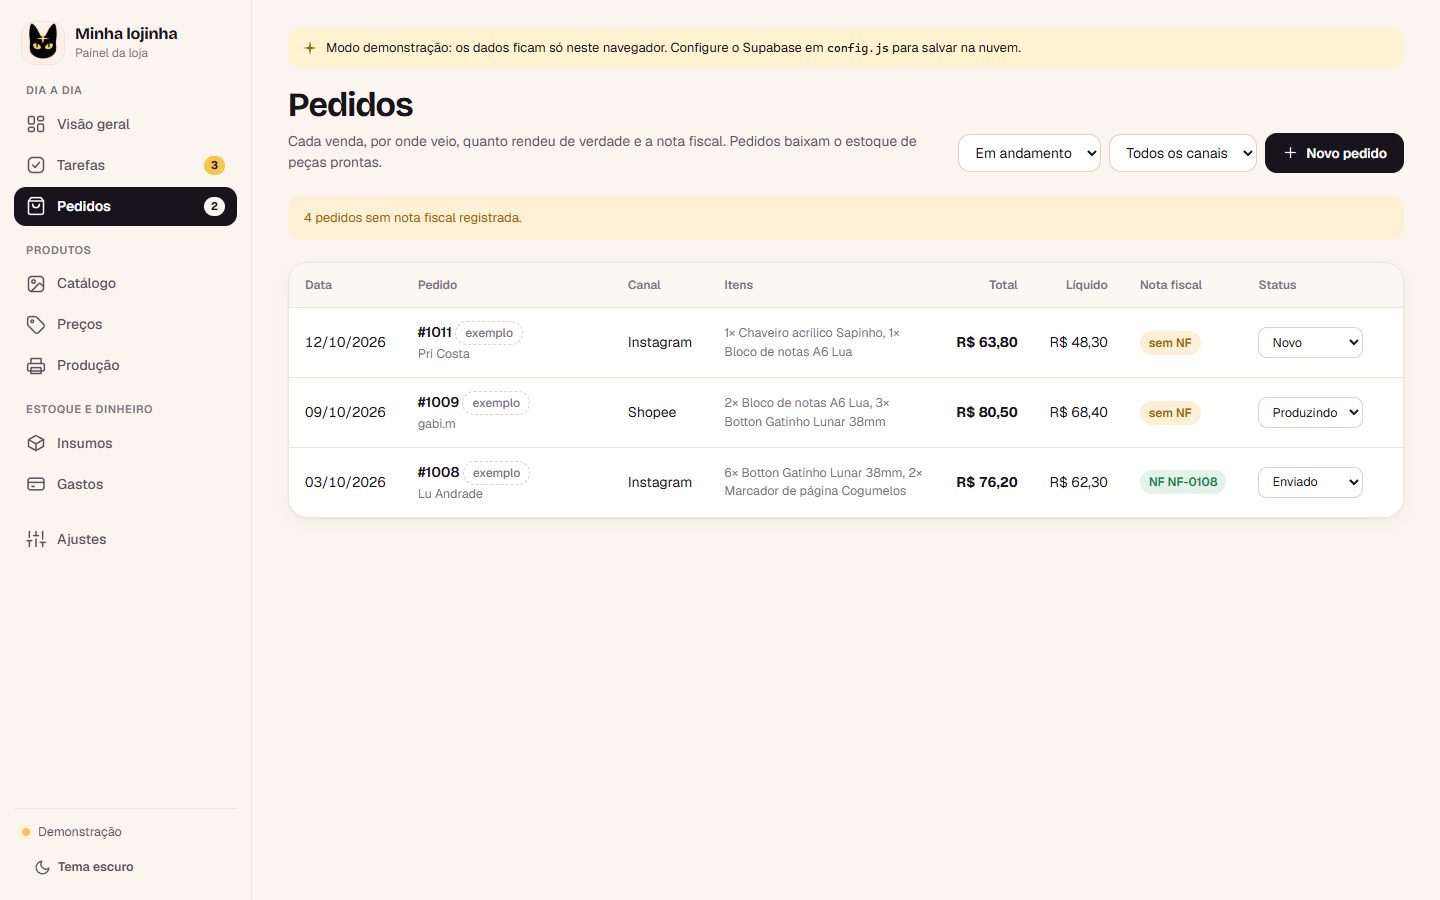 Minha lojinha
Painel da loja
DIA A DIA
Visão geral
Tarefas 3
Pedidos 2
PRODUTOS
Catálogo
Preços
Produção
ESTOQUE E DINHEIRO
Insumos
Gastos
Ajustes
Demonstração
Tema escuro
Modo demonstração: os dados ficam só neste navegador. Configure o Supabase em config.js para salvar na nuvem.
Pedidos
Cada venda, por onde veio, quanto rendeu de verdade e a nota fiscal. Pedidos baixam o estoque de
peças prontas.
Em andamento Todos os canais Novo pedido
4 pedidos sem nota fiscal registrada.
Data Pedido Canal Itens Total Líquido Nota fiscal Status
12/10/2026 #1011 exemplo Instagram 1× Chaveiro acrílico Sapinho, 1× R$ 63,80 R$ 48,30 sem NF Novo
Pri Costa Bloco de notas A6 Lua
09/10/2026 #1009 exemplo Shopee 2× Bloco de notas A6 Lua, 3× R$ 80,50 R$ 68,40 sem NF Produzindo
gabi.m Botton Gatinho Lunar 38mm
03/10/2026 #1008 exemplo Instagram 6× Botton Gatinho Lunar 38mm, 2× R$ 76,20 R$ 62,30 NF NF-0108 Enviado
Lu Andrade Marcador de página Cogumelos